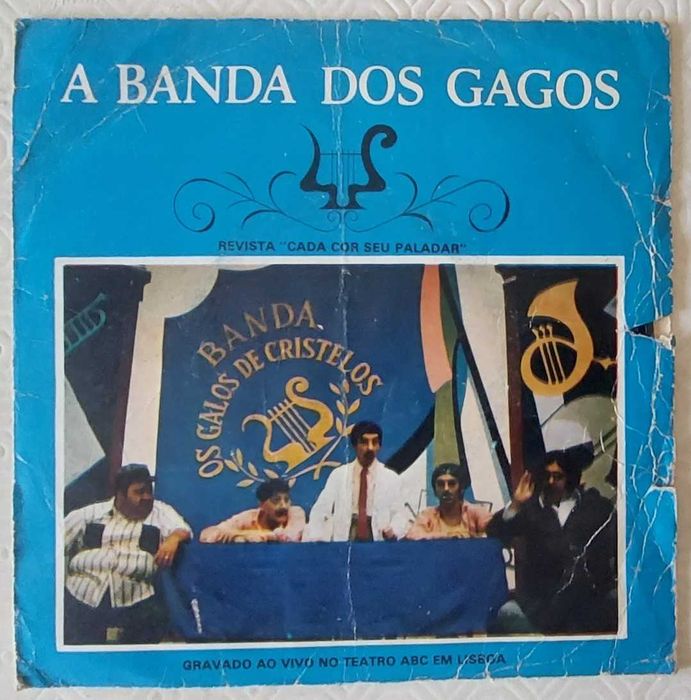 A BANDA DOS GAGOS
REVISTA "CADA COR SEU PALADAR"
BANDA
OS GALOS DE CRISTELOS
GRAVADO AO VIVO NO TEATRO ABC EM LISBOA